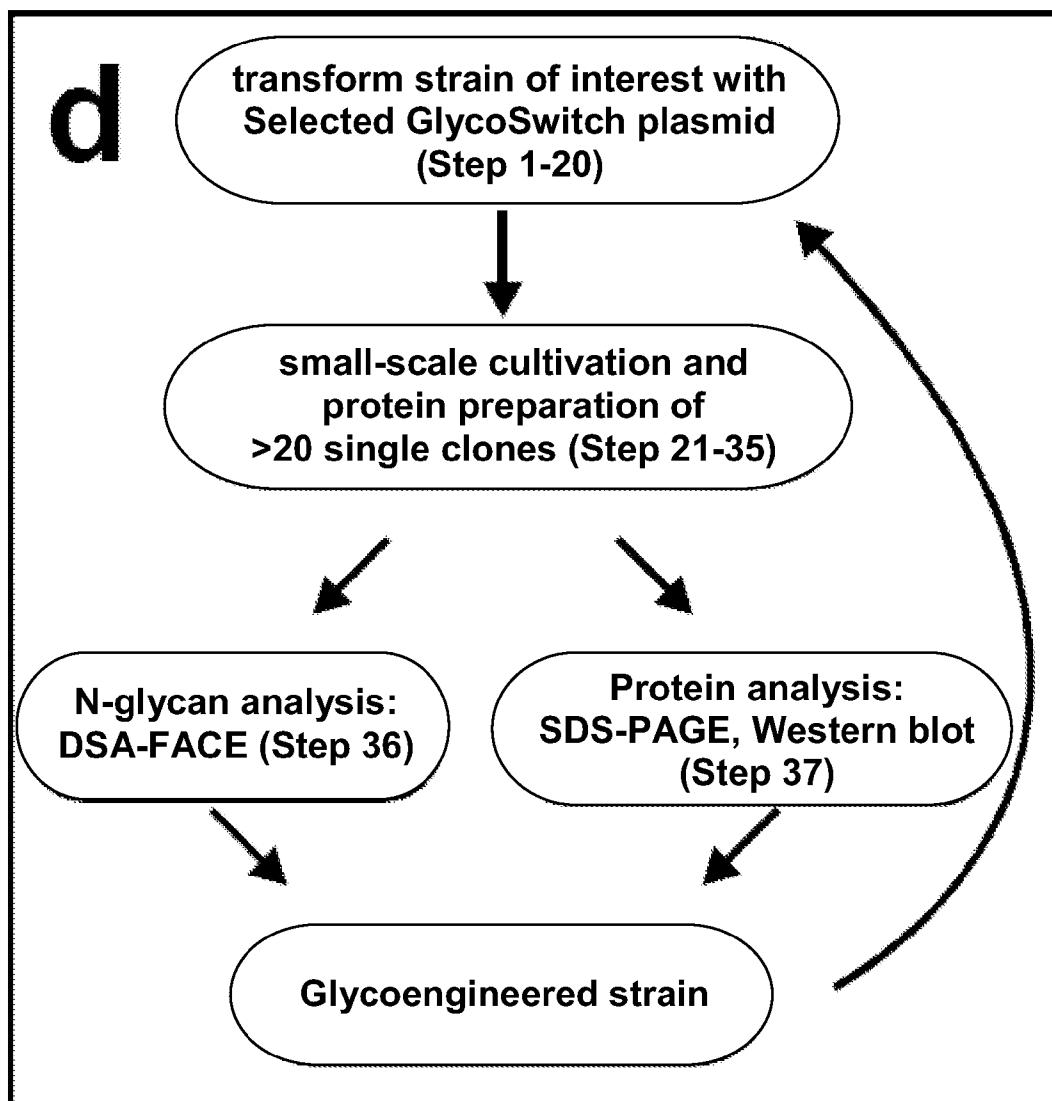 d
transform strain of interest with
Selected GlycoSwitch plasmid
(Step 1-20)
small-scale cultivation and
protein preparation of
>20 single clones (Step 21-35)
N-glycan analysis:
DSA-FACE (Step 36)
Protein analysis:
SDS-PAGE, Western blot
(Step 37)
Glycoengineered strain